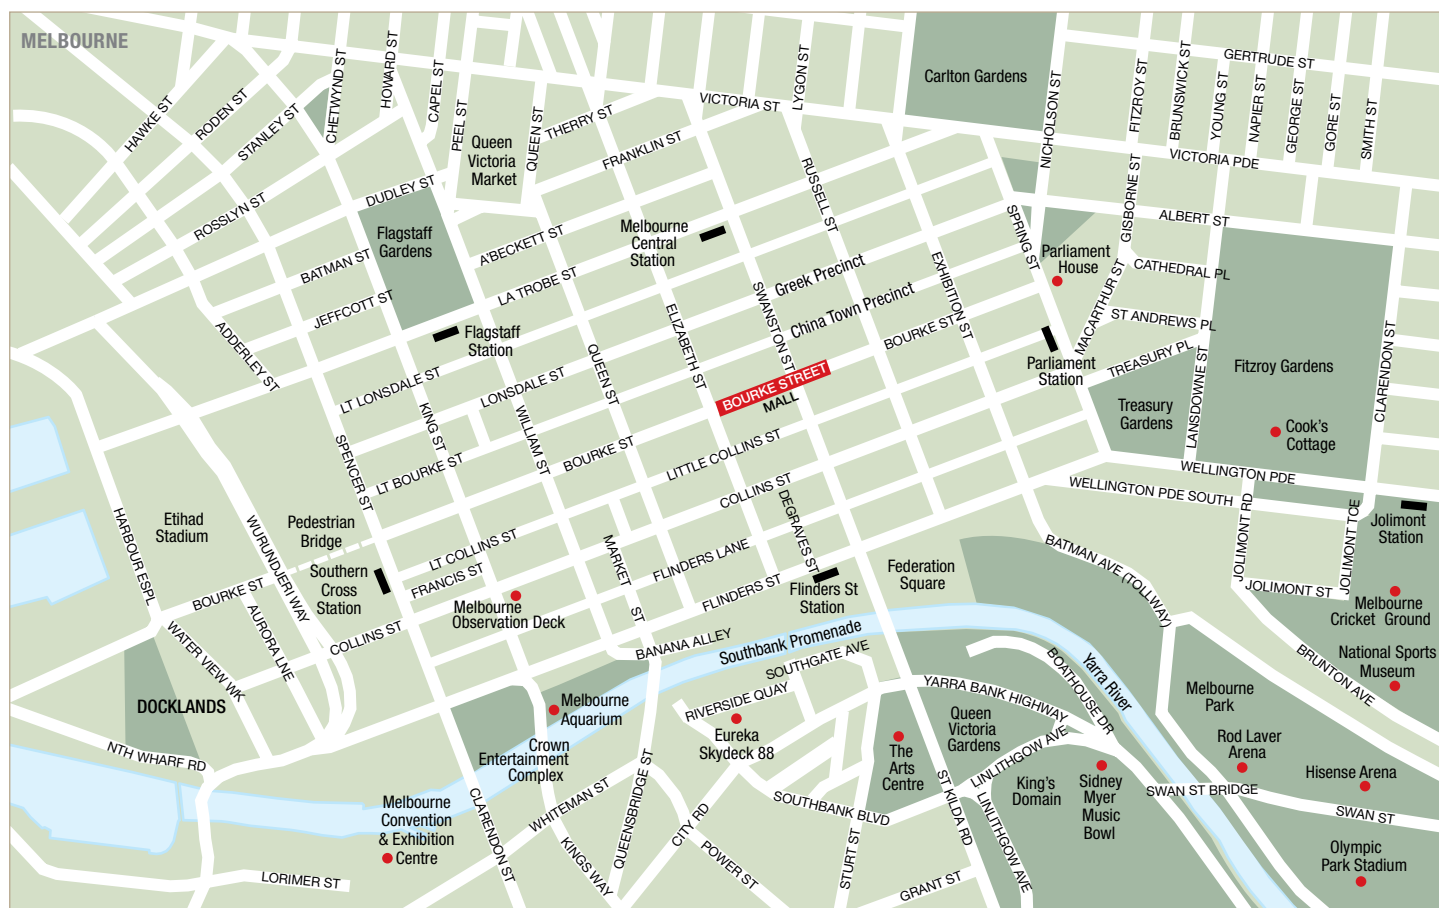 MELBOURNE
HAWKE ST
RODEN ST
STANLEY ST
CHETWYND ST
HOWARD ST
CAPEL ST
PEEL ST
QUEEN ST
THERRY ST
VICTORIA ST
LYGON ST
Carlton Gardens
NICHOLSON ST
FITZROY ST
BRUNSWICK ST
YOUNG ST
NAPIER ST
GEORGE ST
GORE ST
SMITH ST
GERTRUDE ST
VICTORIA PDE
Queen
Victoria
Market
FRANKLIN ST
DUDLEY ST
ROSSLYN ST
Flagstaff
Gardens
BATMAN ST
JEFFCOTT ST
ADDERLEY ST
A'BECKETT ST
LA TROBE ST
Melbourne
Central
Station
RUSSELL ST
SPRING ST
GISBORNE ST
ALBERT ST
Parliament
House
CATHEDRAL PL
MACARTHUR ST
ST ANDREWS PL
TREASURY PL
Parliament
Station
EXHIBITION ST
Greek Precinct
China Town Precinct
SWANSTON ST
ELIZABETH ST
BOURKE ST
BOURKE STREET
MALL
Flagstaff
Station
QUEEN ST
LT LONSDALE ST
LONSDALE ST
KING ST
WILLIAM ST
SPENCER ST
LT BOURKE ST
BOURKE ST
LITTLE COLLINS ST
COLLINS ST
Treasury
Gardens
LANSDOWNE ST
Fitzroy Gardens
Cook's
Cottage
CLARENDON ST
WELLINGTON PDE
WELLINGTON PDE SOUTH
JOLIMONT RD
JOLIMONT TCE
JOLIMONT ST
Jolimont
Station
HARBOUR ESPL
Etihad
Stadium
WURUNDJERI WAY
Pedestrian
Bridge
Southern
Cross
Station
LT COLLINS ST
FRANCIS ST
MARKET
ST
FLINDERS LANE
DEGRAVES ST
FLINDERS ST
Flinders St
Station
Federation
Square
BATMAN AVE (TOLLWAY)
Melbourne
Cricket Ground
National Sports
Museum
BRUNTON AVE
BOURKE ST
AURORA LNE
WATER VIEW WK
COLLINS ST
Melbourne
Observation Deck
BANANA ALLEY
Southbank Promenade
SOUTHGATE AVE
RIVERSIDE QUAY
YARRA BANK HIGHWAY
BOATHOUSE DR
Yarra River
Melbourne
Park
Rod Laver
Arena
Hisense Arena
SWAN ST BRIDGE
SWAN ST
Olympic
Park Stadium
DOCKLANDS
NTH WHARF RD
Melbourne
Aquarium
Crown
Entertainment
Complex
Eureka
Skydeck 88
The
Arts
Centre
Queen
Victoria
Gardens
LINLITHGOW AVE
King's
Domain
Sidney
Myer
Music
Bowl
Melbourne
Convention
& Exhibition
Centre
LORIMER ST
CLARENDON ST
WHITEMAN ST
KINGS WAY
QUEENSBRIDGE ST
CITY RD
POWER ST
SOUTHBANK BLVD
STURT ST
ST KILDA RD
LINLITHGOW AVE
GRANT ST